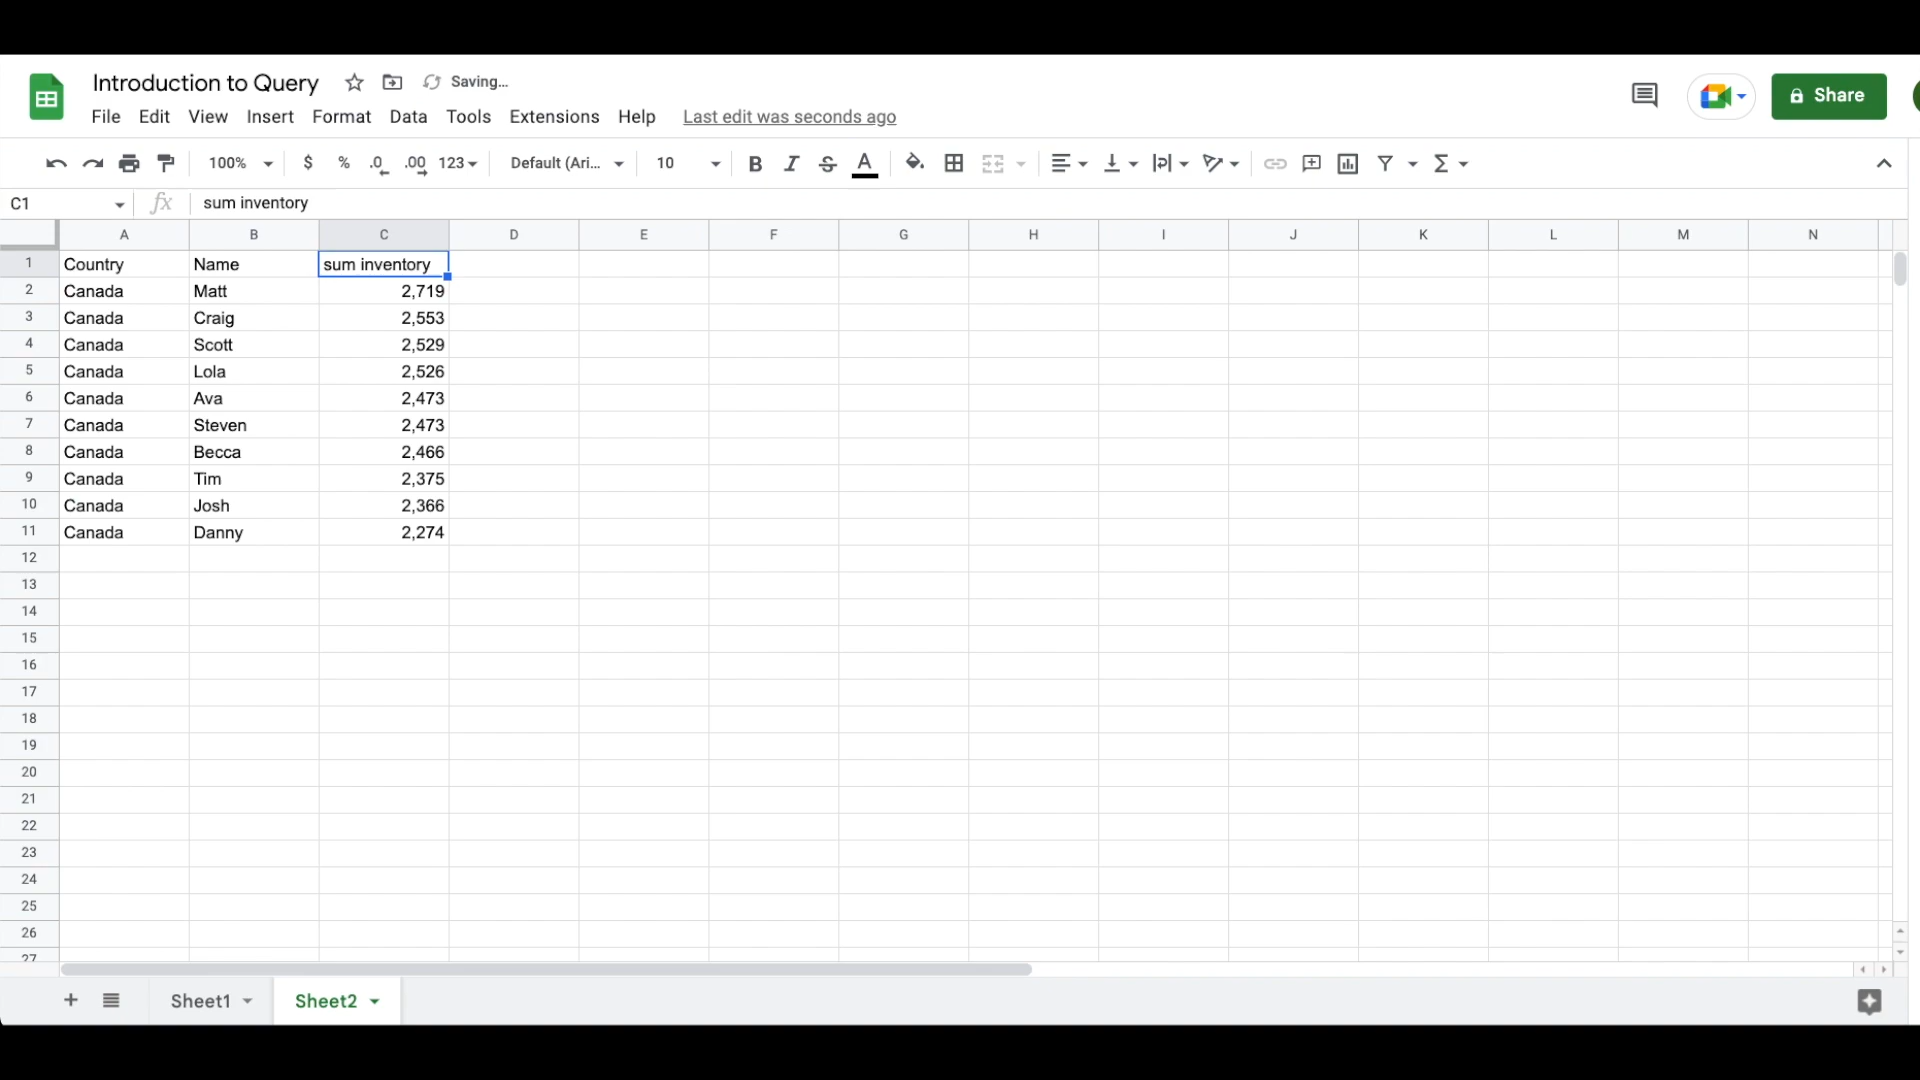 Introduction to Query Saving...
File Edit View Insert Format Data Tools Extensions Help Last edit was seconds ago
Share
100% $ % .0 .00 123 Default (Ari... 10 B I S A Σ
C1 fx sum inventory
A B C D E F G H I J K L M N
1 Country Name sum inventory
2 Canada Matt 2,719
3 Canada Craig 2,553
4 Canada Scott 2,529
5 Canada Lola 2,526
6 Canada Ava 2,473
7 Canada Steven 2,473
8 Canada Becca 2,466
9 Canada Tim 2,375
10 Canada Josh 2,366
11 Canada Danny 2,274
12
13
14
15
16
17
18
19
20
21
22
23
24
25
26
27
Sheet1 Sheet2